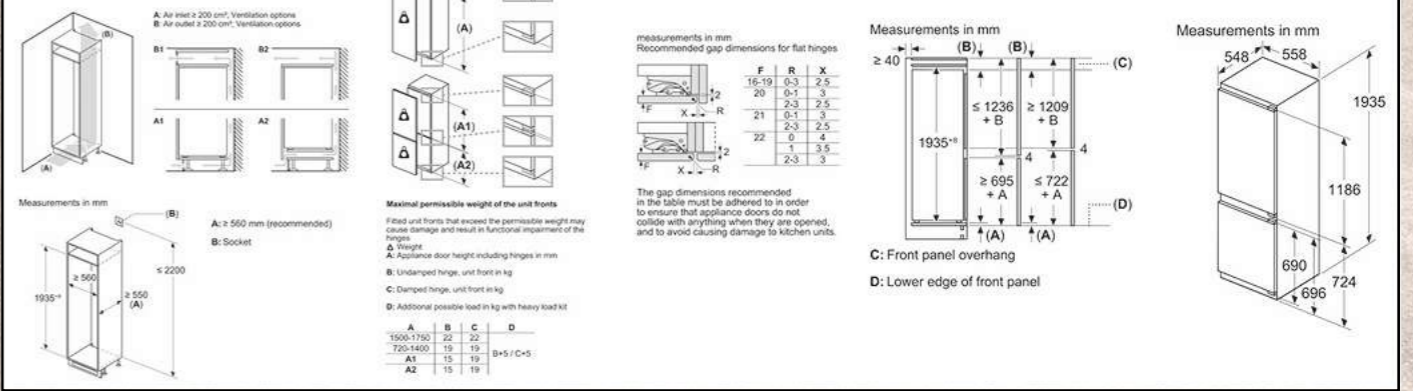 A: Air inlet ≥ 200 cm²; Ventilation options
B: Air outlet ≥ 200 cm²; Ventilation options
(B)
(A)
B1
B2
A1
A2
Measurements in mm
(B)
A: ≥ 560 mm (recommended)
B: Socket
≤ 2200
≥ 560
≥ 550
(A)
1935⁺⁸
(A)
(A1)
(A2)
Maximal permissible weight of the unit fronts
Fitted unit fronts that exceed the permissible weight may
cause damage and result in functional impairment of the
hinges
Weight
A: Appliance door height including hinges in mm
B: Undamped hinge, unit front in kg
C: Damped hinge, unit front in kg
D: Additional possible load in kg with heavy load kit
A B C D
1500-1750 22 22
720-1400 19 19
A1 15 19
A2 15 19
B+5 / C+5
measurements in mm
Recommended gap dimensions for flat hinges
F R X
16-19 0-3 2.5
20 0-1 3
2-3 2.5
21 0-1 3
2-3 2.5
22 0 4
1 3.5
2-3 3
F
X
R
2
F
X
R
2
The gap dimensions recommended
in the table must be adhered to in order
to ensure that appliance doors do not
collide with anything when they are opened,
and to avoid causing damage to kitchen units.
Measurements in mm
≥ 40
(B)
(B)
(C)
≤ 1236
+ B
≥ 1209
+ B
1935⁺⁸
4
4
≥ 695
+ A
≤ 722
+ A
(D)
(A)
(A)
C: Front panel overhang
D: Lower edge of front panel
Measurements in mm
548
558
1935
1186
690
696
724